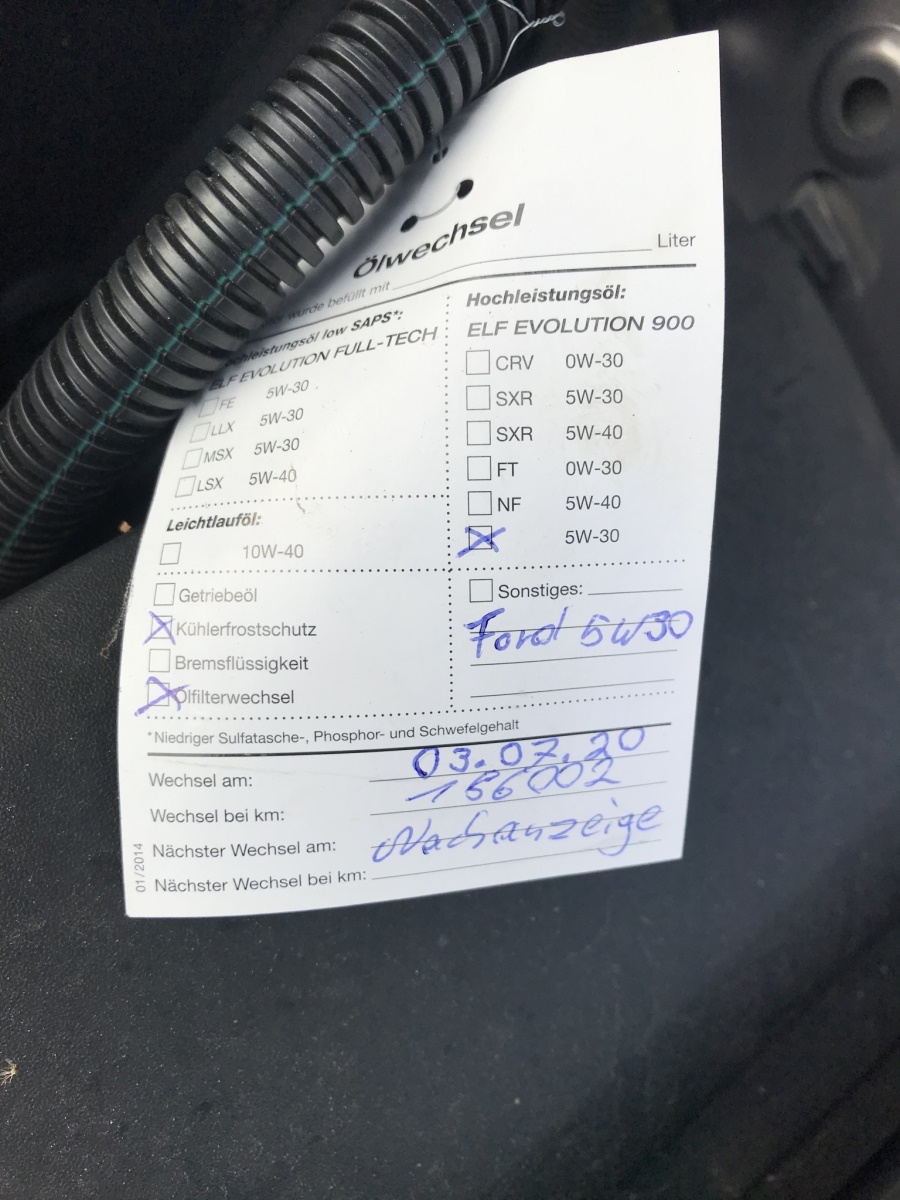 Ölwechsel
wurde befüllt mit Liter
Hochleistungsöl low SAPS*:
ELF EVOLUTION FULL-TECH
FE 5W-30
LLX 5W-30
MSX 5W-30
LSX 5W-40
Leichtlauföl:
10W-40
Hochleistungsöl:
ELF EVOLUTION 900
CRV 0W-30
SXR 5W-30
SXR 5W-40
FT 0W-30
NF 5W-40
5W-30
Getriebeöl
Kühlerfrostschutz
Bremsflüssigkeit
Ölfilterwechsel
Sonstiges:
Ford 5W30
*Niedriger Sulfatasche-, Phosphor- und Schwefelgehalt
Wechsel am: 03.07.20
Wechsel bei km: 156002
Nächster Wechsel am: Nach anzeige
Nächster Wechsel bei km:
01/2014